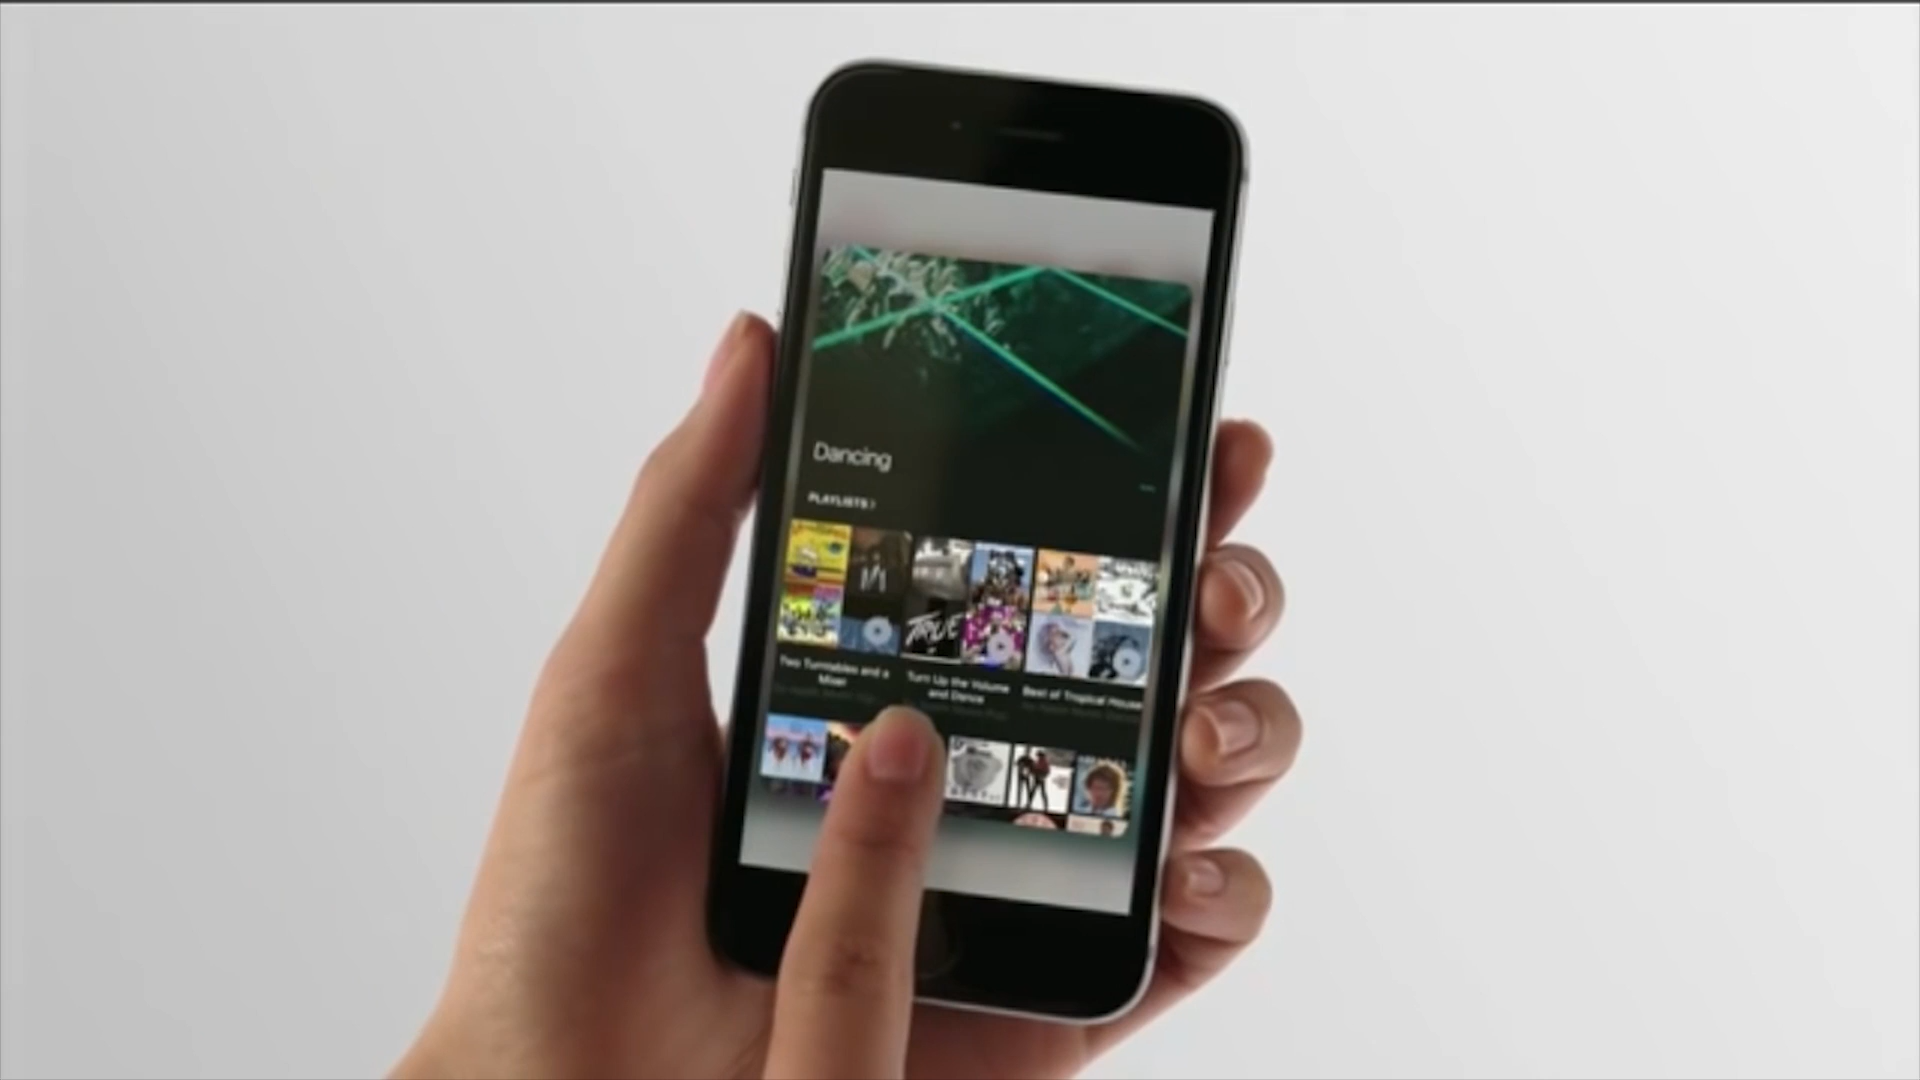 Dancing
PLAYLISTS >
TRUE
Two Turntables and a
Mixer
Turn Up the Volume
and Dance
Best of Tropical House